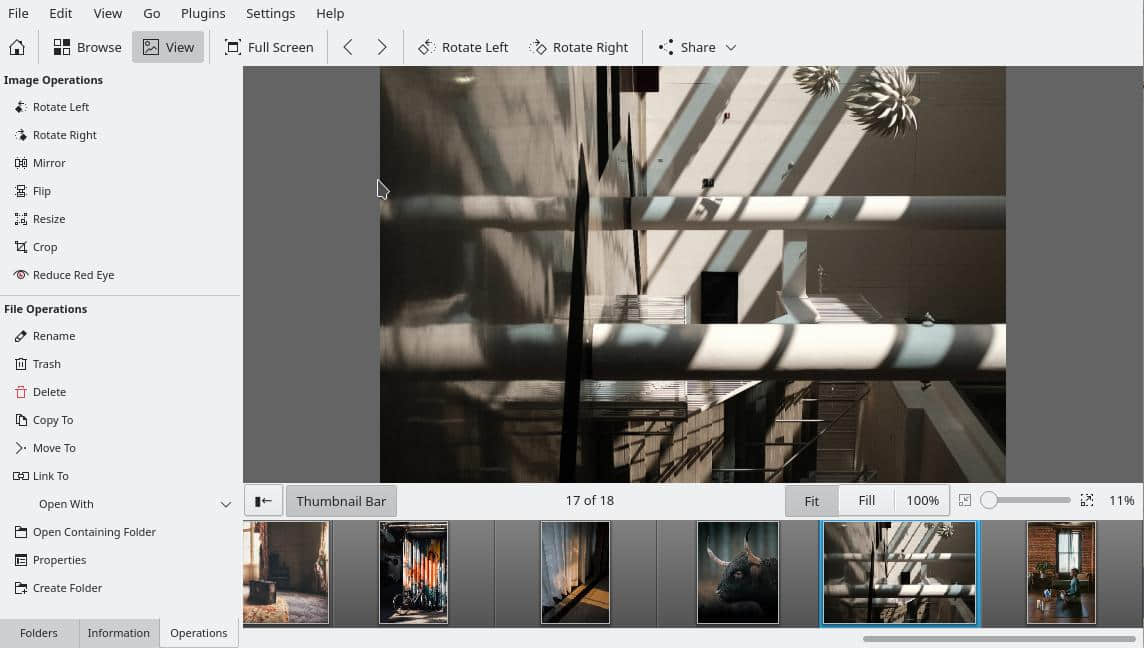 File Edit View Go Plugins Settings Help
Browse View Full Screen Rotate Left Rotate Right Share
Image Operations
Rotate Left
Rotate Right
Mirror
Flip
Resize
Crop
Reduce Red Eye
File Operations
Rename
Trash
Delete
Copy To
Move To
Link To
Open With
Open Containing Folder
Properties
Create Folder
Folders Information Operations
Thumbnail Bar 17 of 18 Fit Fill 100% 11%